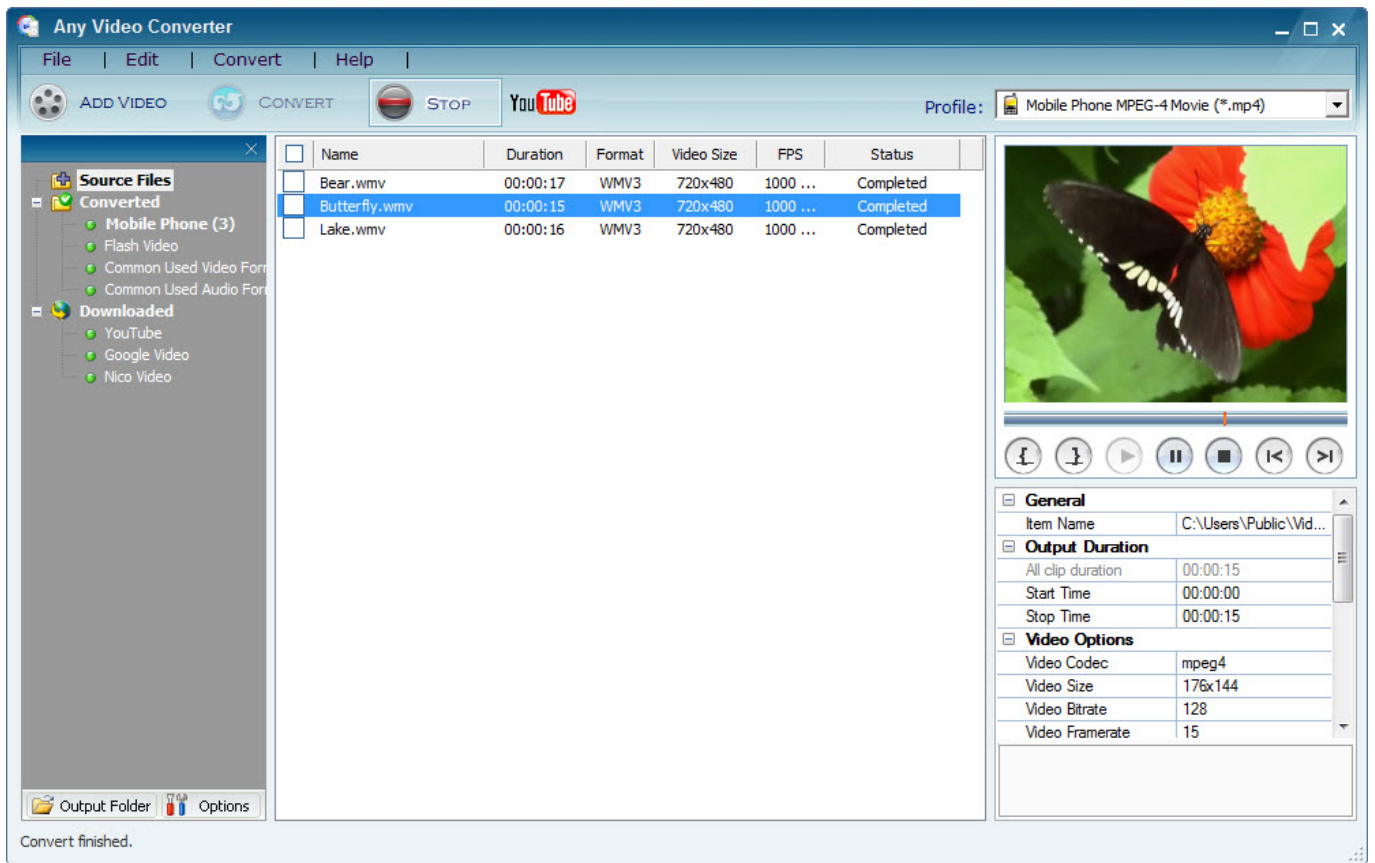 Any Video Converter
File | Edit | Convert | Help |
ADD VIDEO CONVERT STOP YouTube Profile: Mobile Phone MPEG-4 Movie (*.mp4)
Source Files
Converted
Mobile Phone (3)
Flash Video
Common Used Video Form
Common Used Audio Form
Downloaded
YouTube
Google Video
Nico Video
Output Folder Options
Name Duration Format Video Size FPS Status
Bear.wmv 00:00:17 WMV3 720x480 1000 ... Completed
Butterfly.wmv 00:00:15 WMV3 720x480 1000 ... Completed
Lake.wmv 00:00:16 WMV3 720x480 1000 ... Completed
General
Item Name C:\Users\Public\Vid...
Output Duration
All clip duration 00:00:15
Start Time 00:00:00
Stop Time 00:00:15
Video Options
Video Codec mpeg4
Video Size 176x144
Video Bitrate 128
Video Framerate 15
Convert finished.